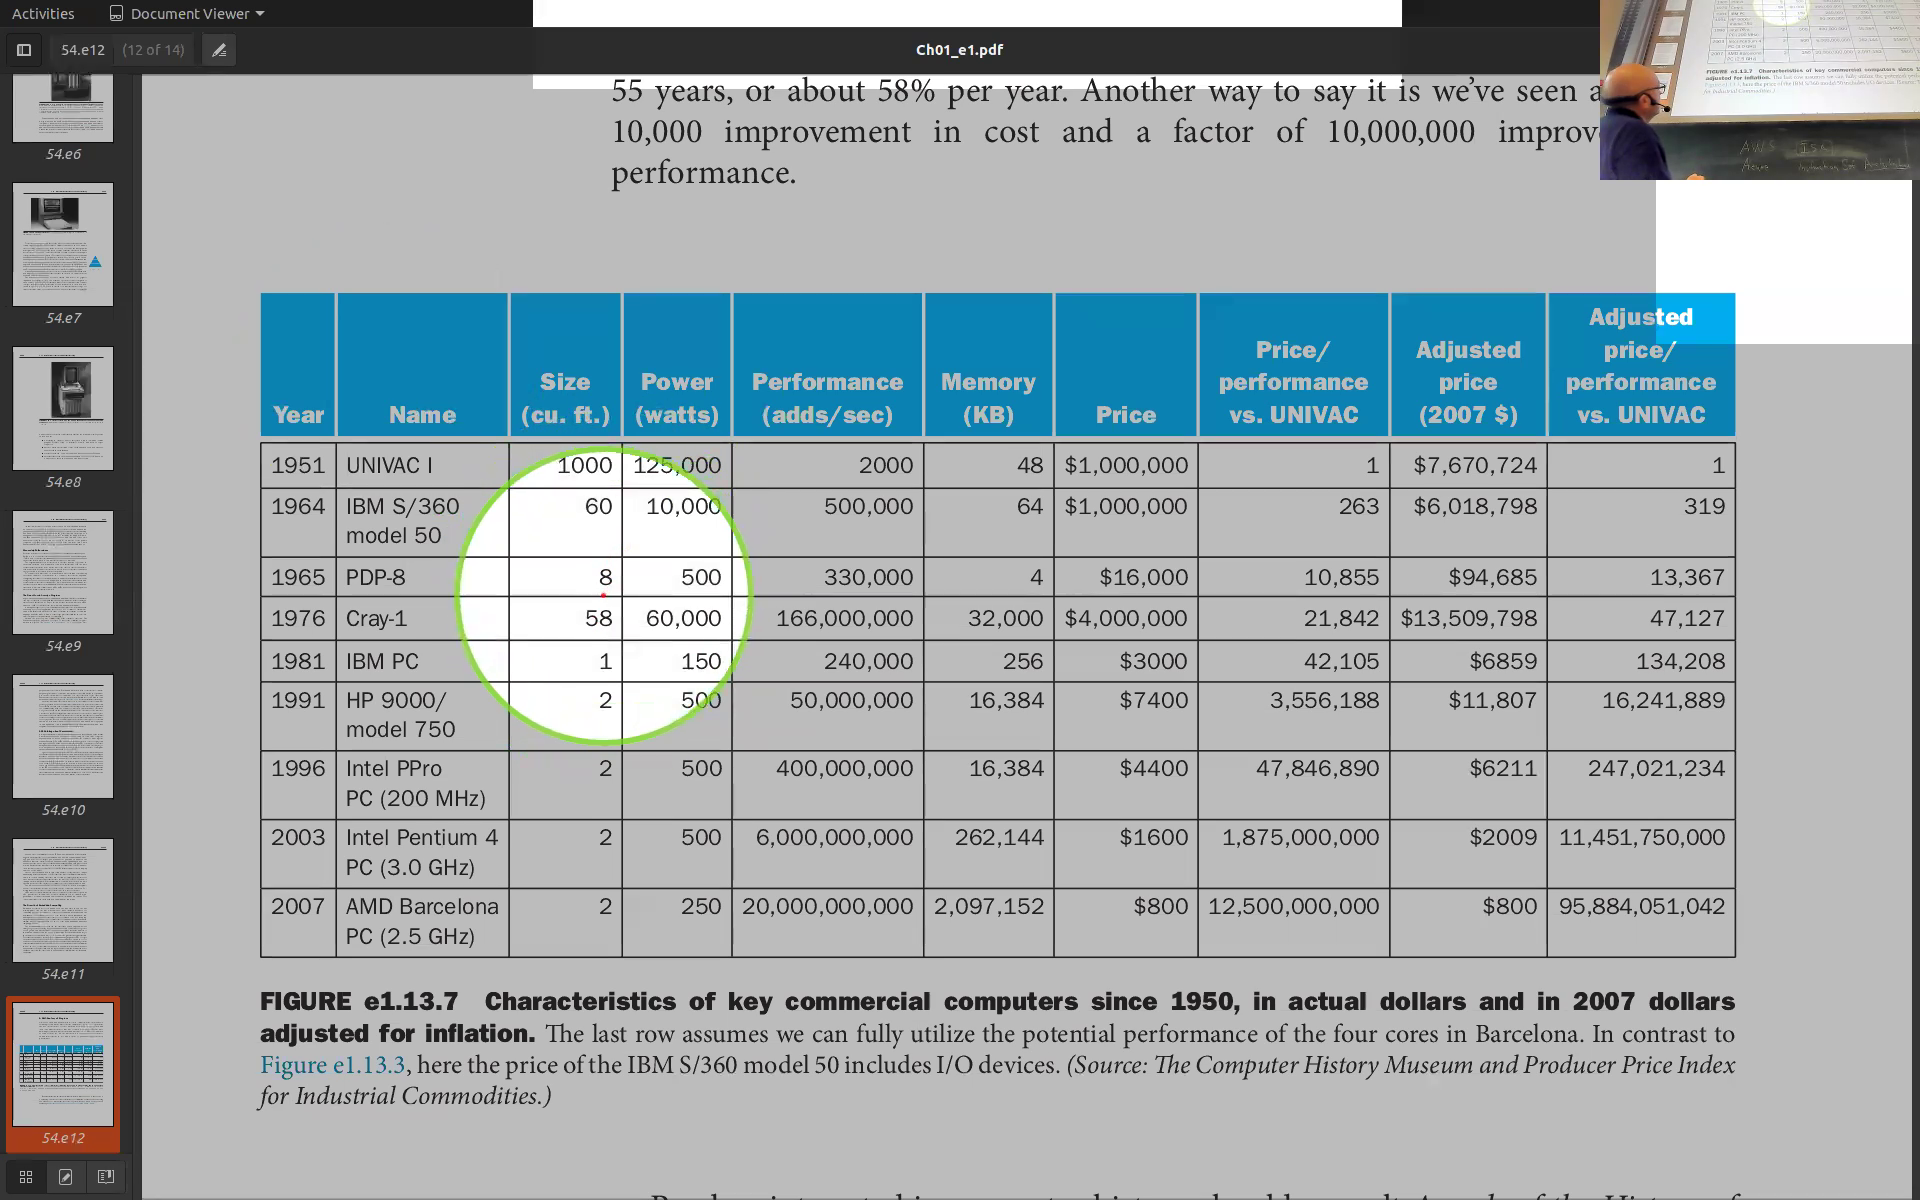 Activities Document Viewer
54.e12 (12 of 14)
Ch01_e1.pdf
54.e6
54.e7
54.e8
54.e9
54.e10
54.e11
54.e12
55 years, or about 58% per year. Another way to say it is we've seen a
10,000 improvement in cost and a factor of 10,000,000
performance.
Year Name Size (cu. ft.) Power (watts) Performance (adds/sec) Memory (KB) Price Price/ performance vs. UNIVAC Adjusted price (2007 $) Adjusted price/ performance vs. UNIVAC
1951 UNIVAC I 1000 125,000 2000 48 $1,000,000 1 $7,670,724 1
1964 IBM S/360 model 50 60 10,000 500,000 64 $1,000,000 263 $6,018,798 319
1965 PDP-8 8 500 330,000 4 $16,000 10,855 $94,685 13,367
1976 Cray-1 58 60,000 166,000,000 32,000 $4,000,000 21,842 $13,509,798 47,127
1981 IBM PC 1 150 240,000 256 $3000 42,105 $6859 134,208
1991 HP 9000/ model 750 2 500 50,000,000 16,384 $7400 3,556,188 $11,807 16,241,889
1996 Intel PPro PC (200 MHz) 2 500 400,000,000 16,384 $4400 47,846,890 $6211 247,021,234
2003 Intel Pentium 4 PC (3.0 GHz) 2 500 6,000,000,000 262,144 $1600 1,875,000,000 $2009 11,451,750,000
2007 AMD Barcelona PC (2.5 GHz) 2 250 20,000,000,000 2,097,152 $800 12,500,000,000 $800 95,884,051,042
FIGURE e1.13.7 Characteristics of key commercial computers since 1950, in actual dollars and in 2007 dollars
adjusted for inflation. The last row assumes we can fully utilize the potential performance of the four cores in Barcelona. In contrast to
Figure e1.13.3, here the price of the IBM S/360 model 50 includes I/O devices. (Source: The Computer History Museum and Producer Price Index
for Industrial Commodities.)